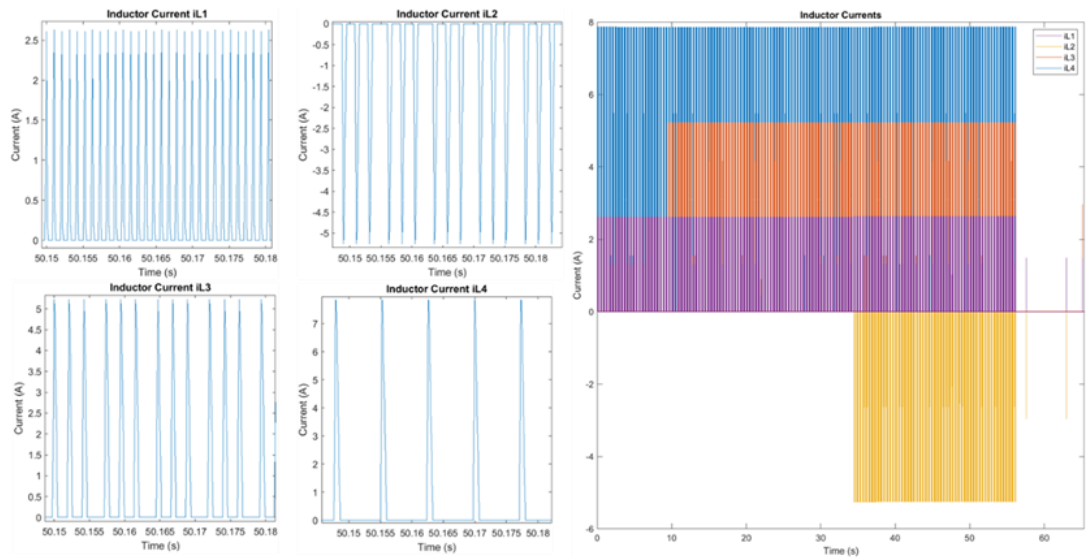 Inductor Current iL1
Current (A)
2.5
2
1.5
1
0.5
0
50.15 50.155 50.16 50.165 50.17 50.175 50.18
Time (s)
Inductor Current iL2
Current (A)
0
-0.5
-1
-1.5
-2
-2.5
-3
-3.5
-4
-4.5
-5
50.15 50.155 50.16 50.165 50.17 50.175 50.18
Time (s)
Inductor Current iL3
Current (A)
5
4.5
4
3.5
3
2.5
2
1.5
1
0.5
0
50.15 50.155 50.16 50.165 50.17 50.175 50.18
Time (s)
Inductor Current iL4
Current (A)
7
6
5
4
3
2
1
0
50.15 50.155 50.16 50.165 50.17 50.175 50.18
Time (s)
Inductor Currents
iL1
iL2
iL3
iL4
Current (A)
8
6
4
2
0
-2
-4
-6
0 10 20 30 40 50 60
Time (s)